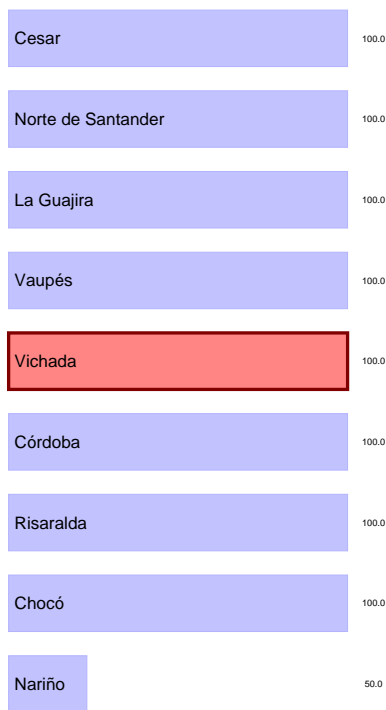 Cesar 100.0
Norte de Santander 100.0
La Guajira 100.0
Vaupés 100.0
Vichada 100.0
Córdoba 100.0
Risaralda 100.0
Chocó 100.0
Nariño 50.0